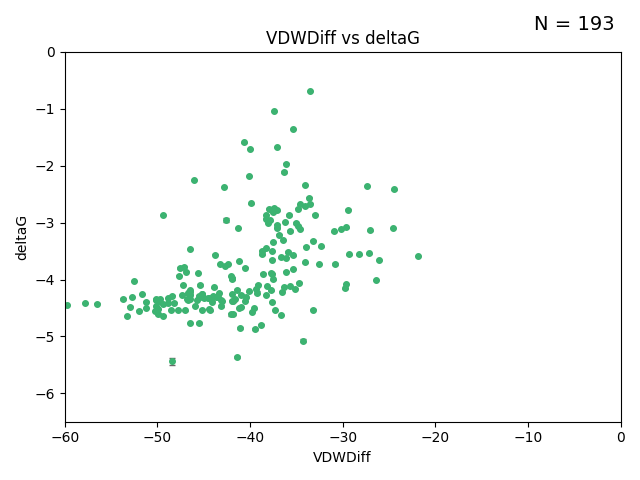 N = 193
VDWDiff vs deltaG
0
−1
−2
−3
−4
−5
−6
deltaG
−60 −50 −40 −30 −20 −10 0
VDWDiff